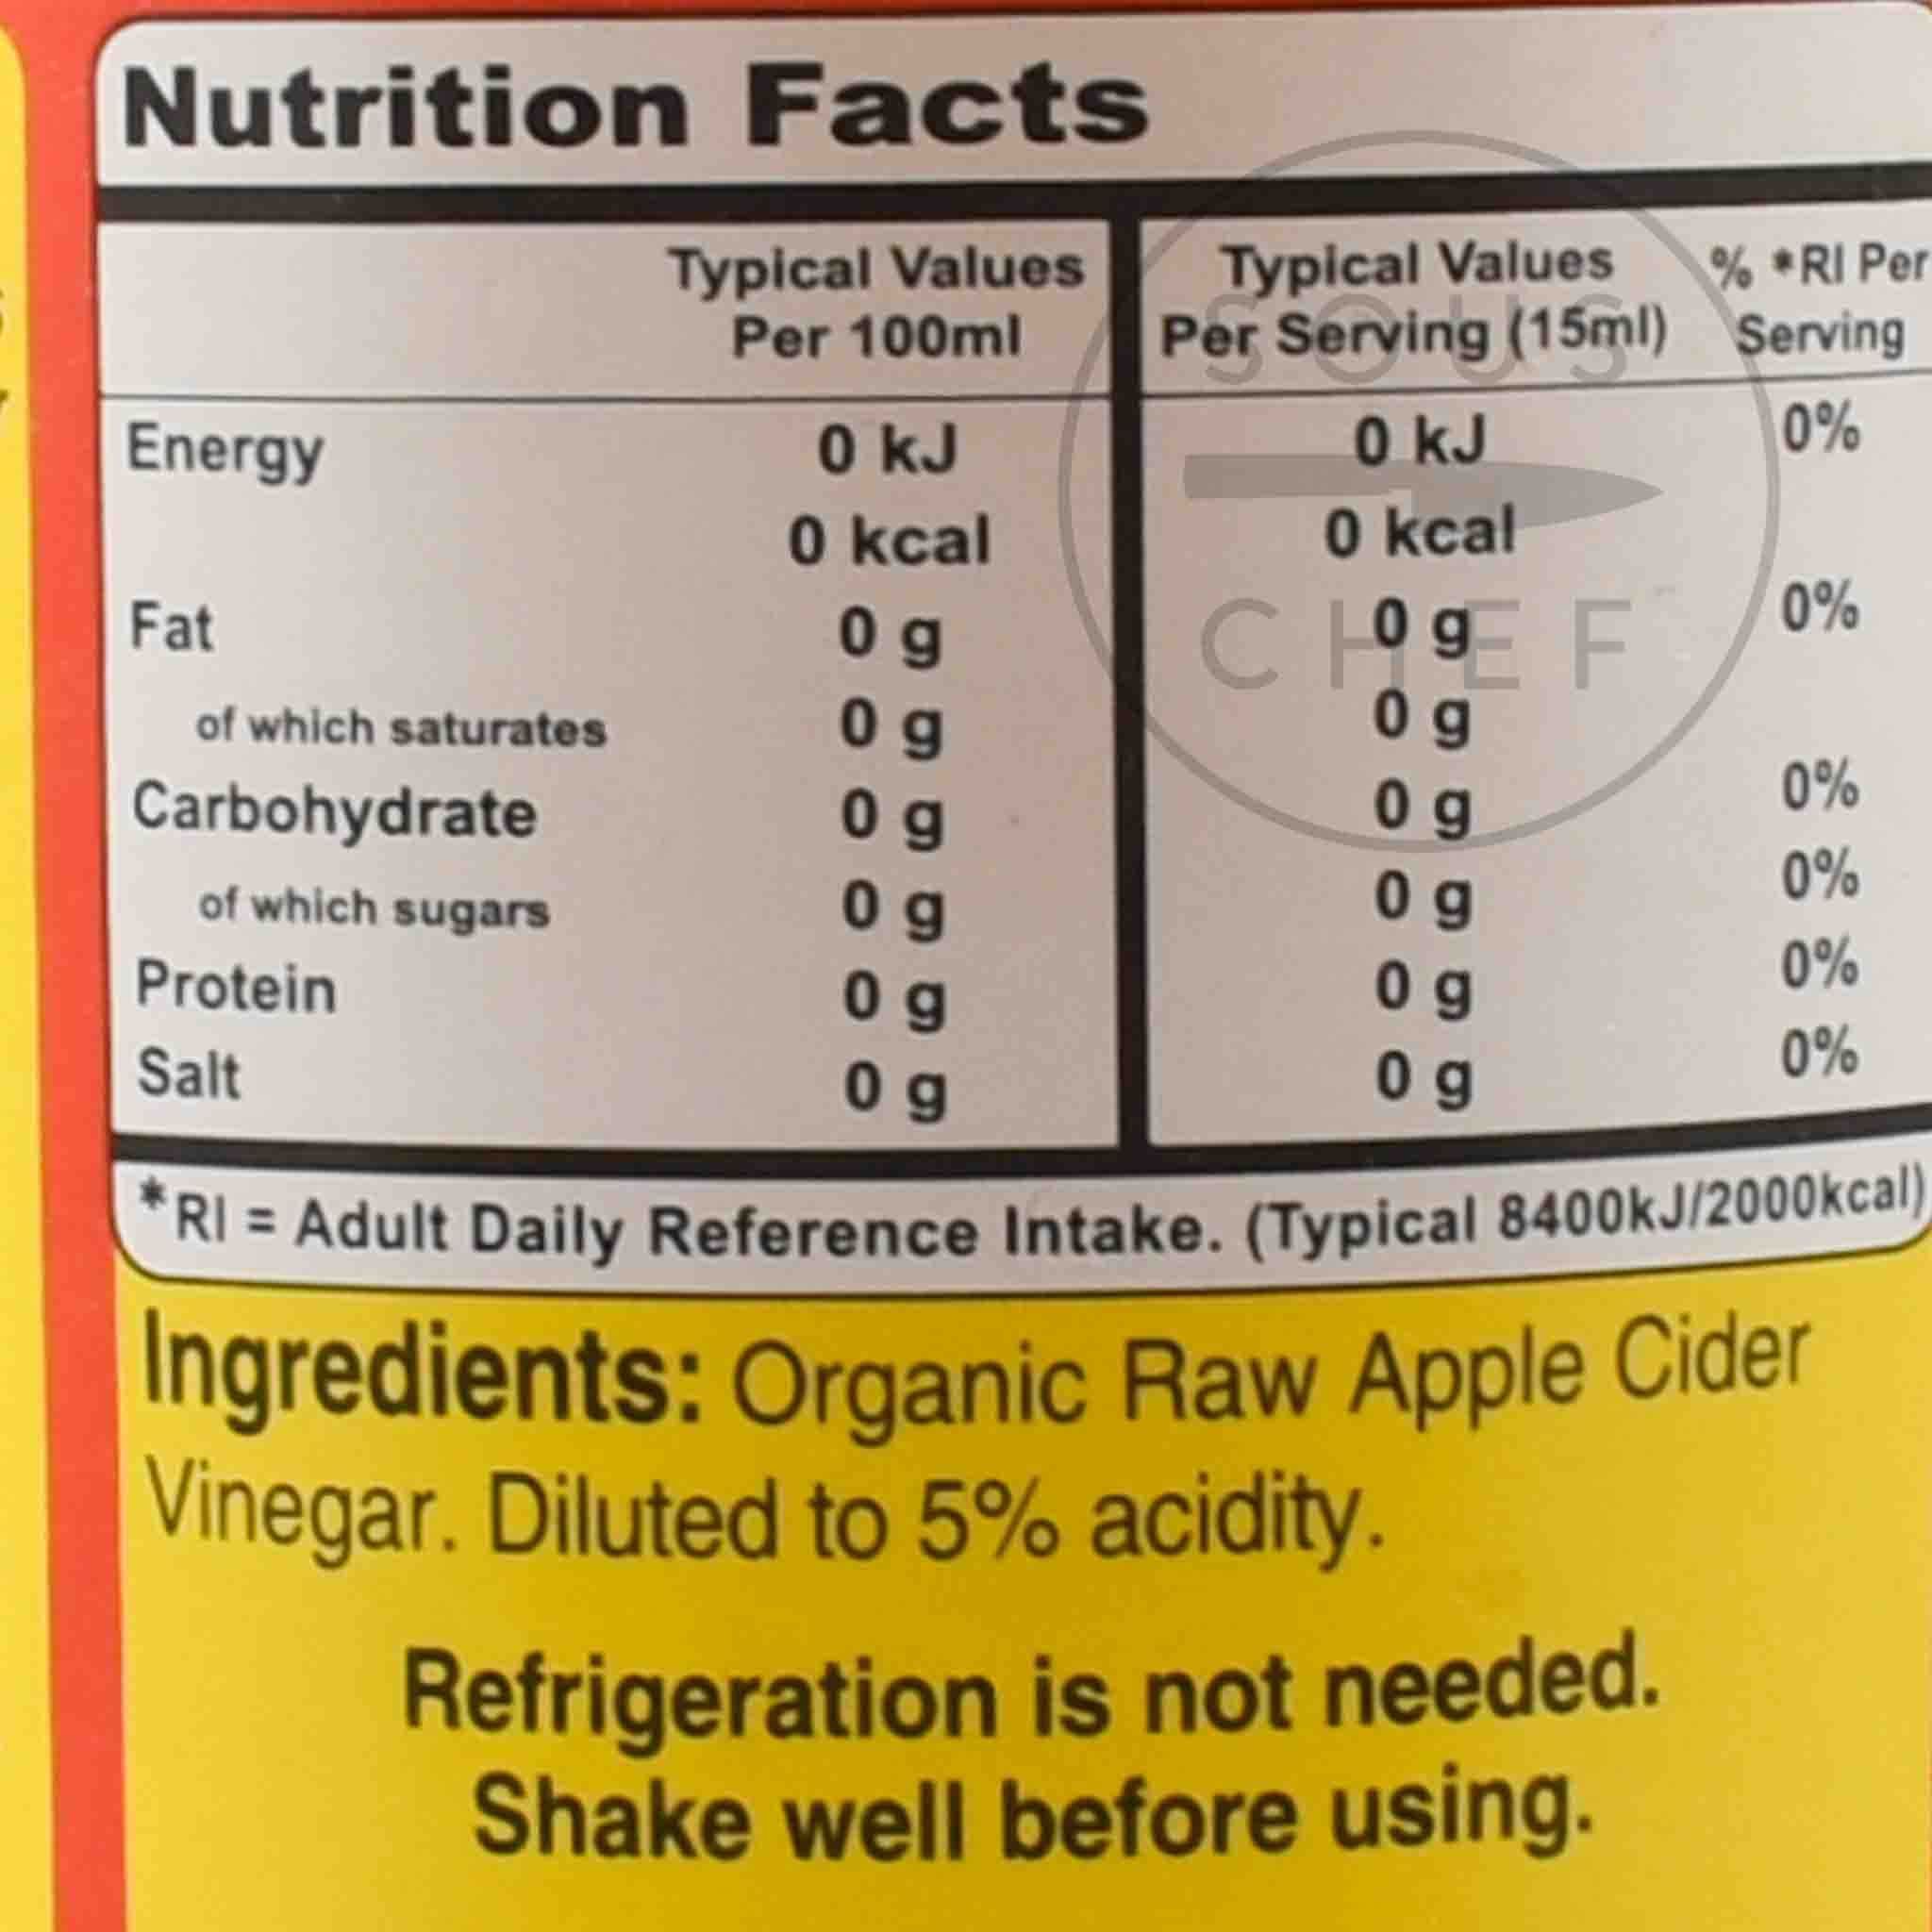 Nutrition Facts
Typical Values Per 100ml Typical Values Per Serving (15ml) % *RI Per Serving
Energy 0 kJ 0 kJ 0%
0 kcal 0 kcal
Fat 0 g 0 g 0%
of which saturates 0 g 0 g
Carbohydrate 0 g 0 g 0%
of which sugars 0 g 0 g 0%
Protein 0 g 0 g 0%
Salt 0 g 0 g 0%
*RI = Adult Daily Reference Intake. (Typical 8400kJ/2000kcal)
Ingredients: Organic Raw Apple Cider
Vinegar. Diluted to 5% acidity.
Refrigeration is not needed.
Shake well before using.
SOUS
CHEF